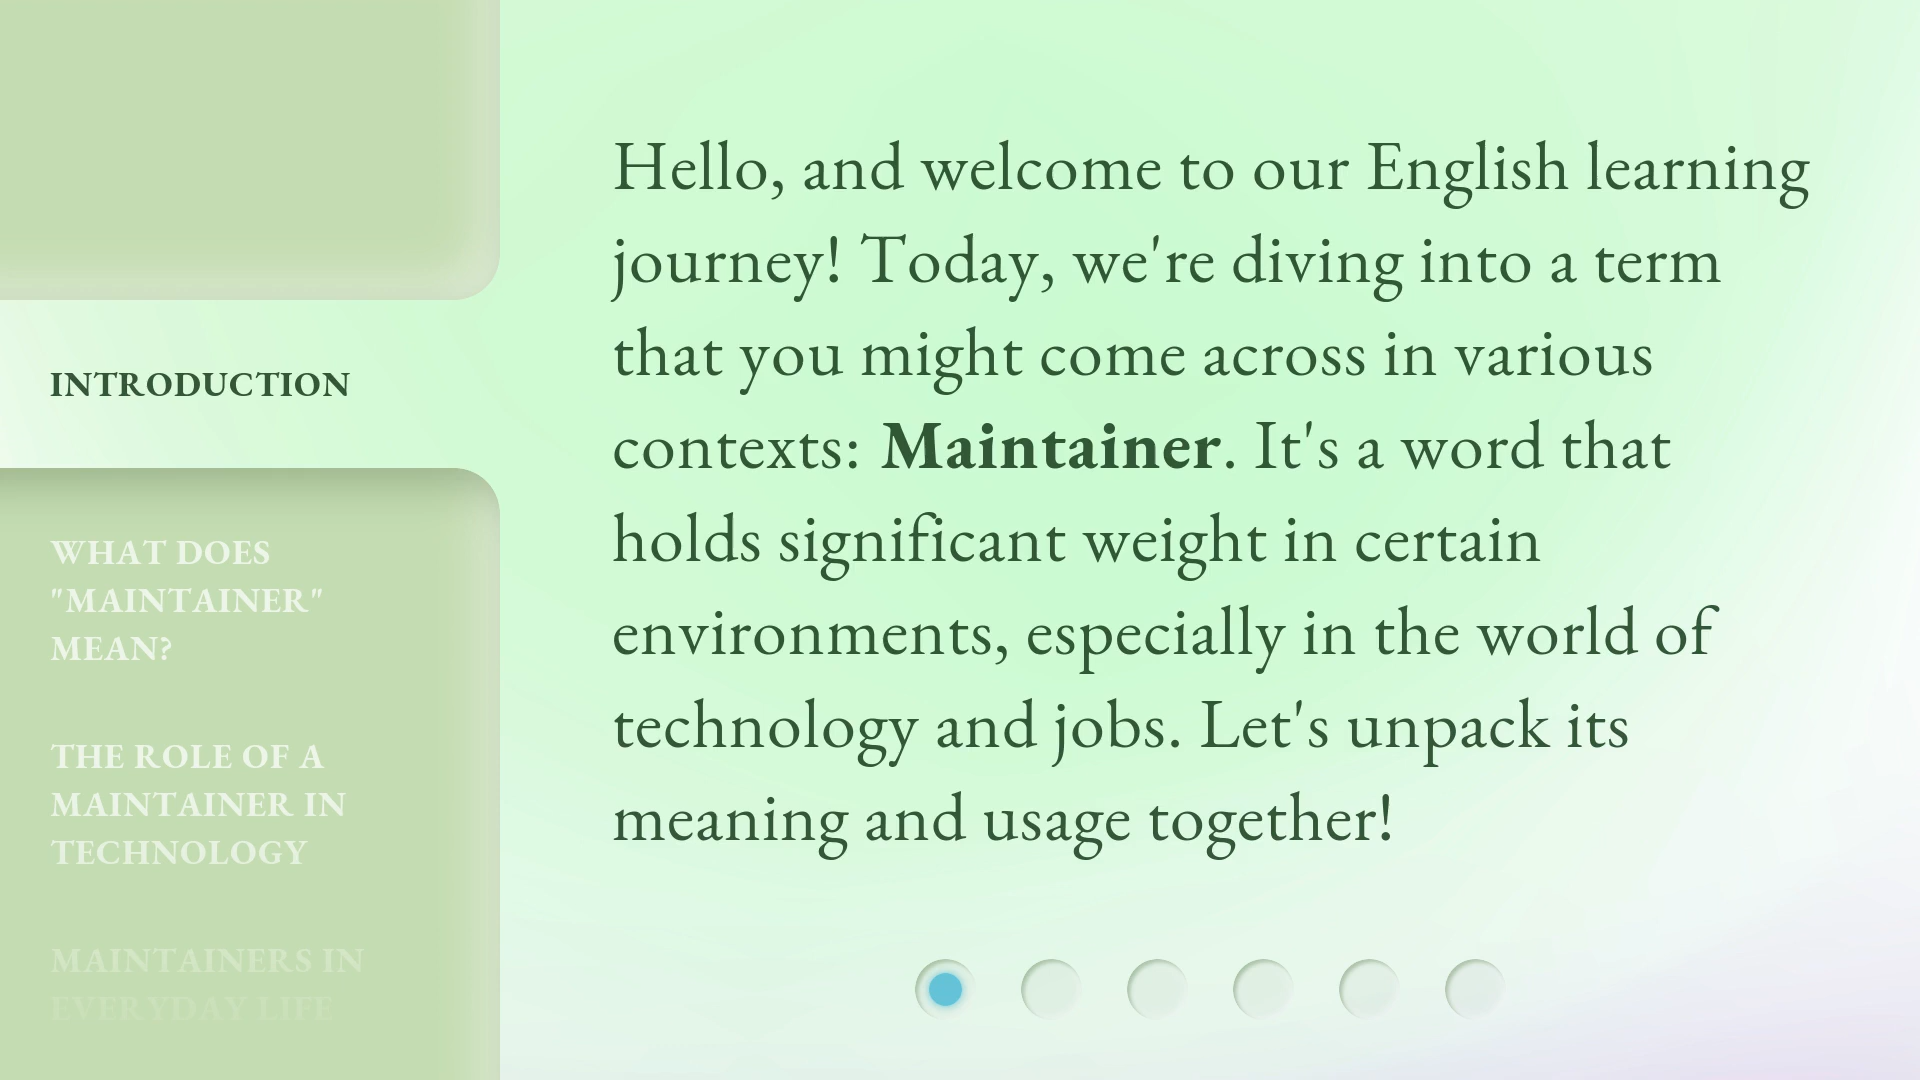 INTRODUCTION
WHAT DOES
"MAINTAINER"
MEAN?
THE ROLE OF A
MAINTAINER IN
TECHNOLOGY
MAINTAINERS IN
EVERYDAY LIFE
Hello, and welcome to our English learning
journey! Today, we're diving into a term
that you might come across in various
contexts: Maintainer. It's a word that
holds significant weight in certain
environments, especially in the world of
technology and jobs. Let's unpack its
meaning and usage together!